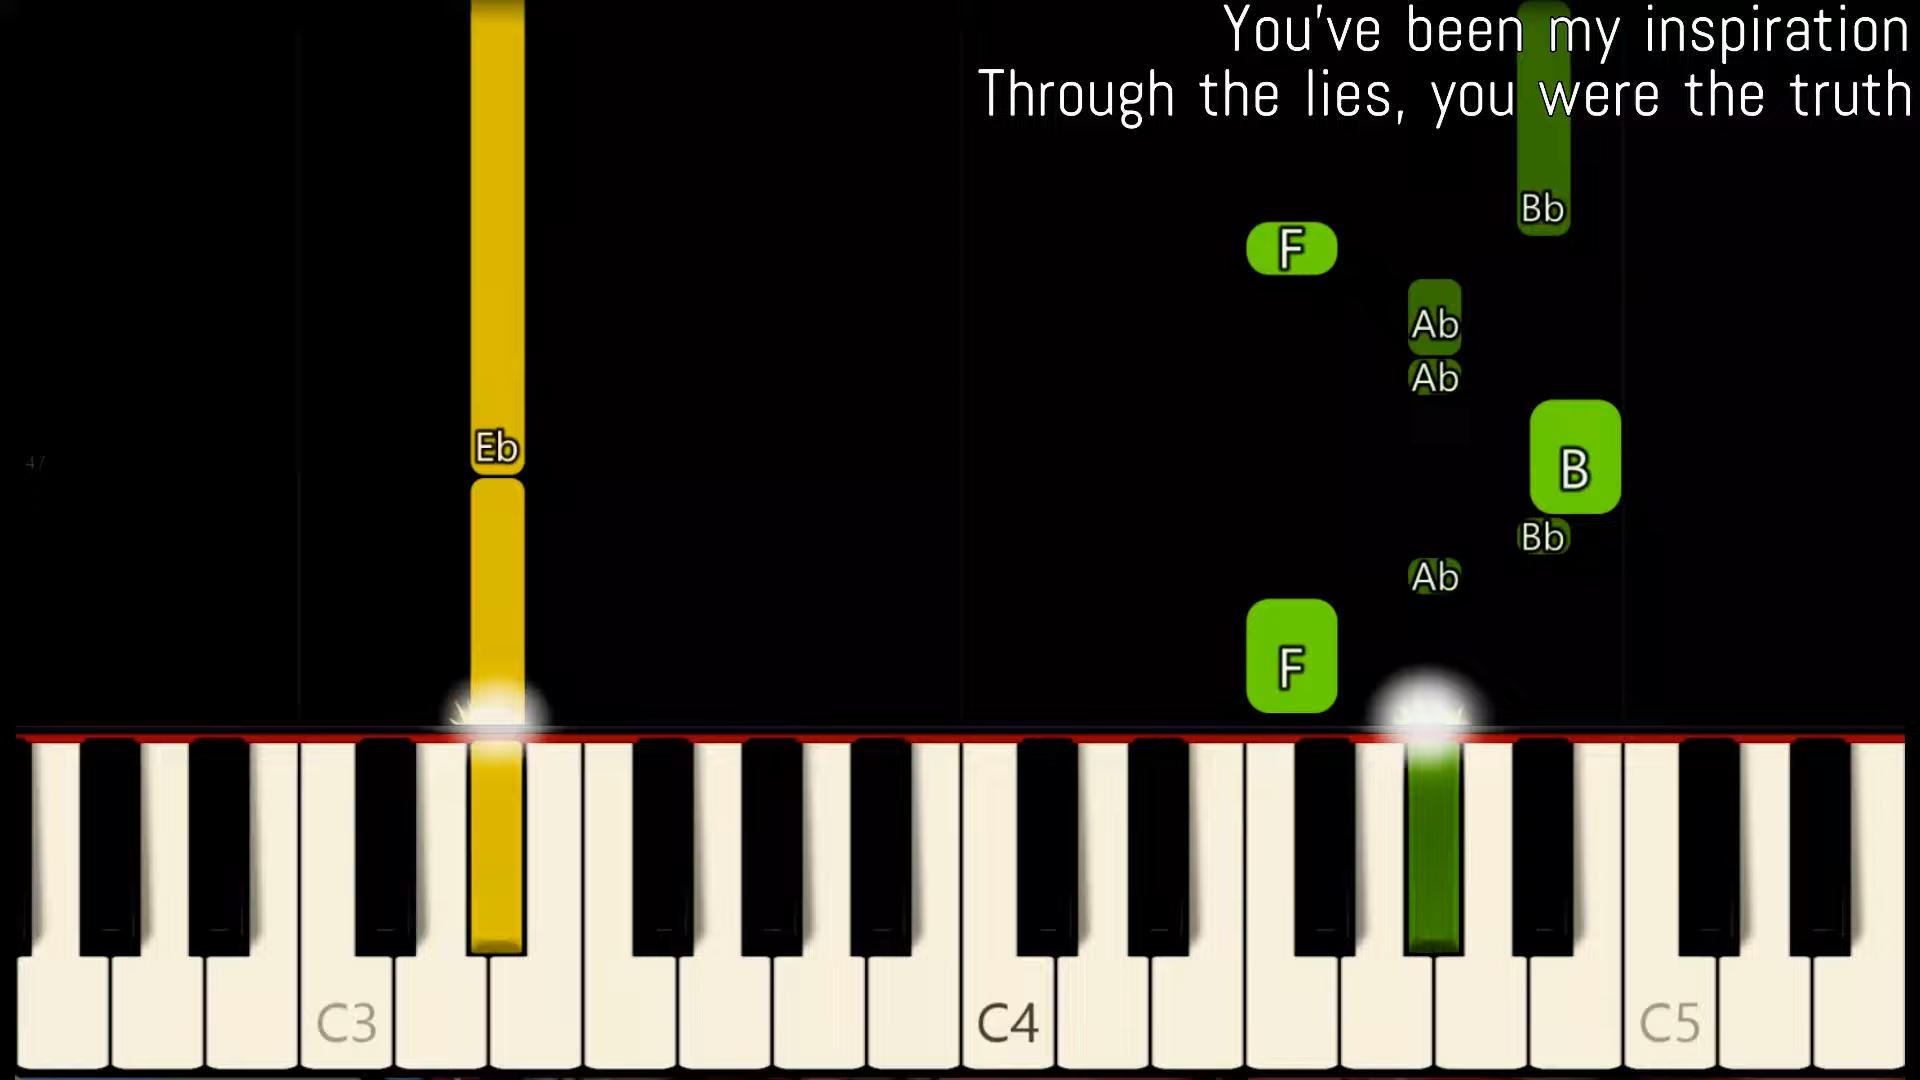 You've been my inspiration
Through the lies, you were the truth
Bb
F
Ab
Ab
Eb
47
B
Bb
Ab
F
C3 C4 C5